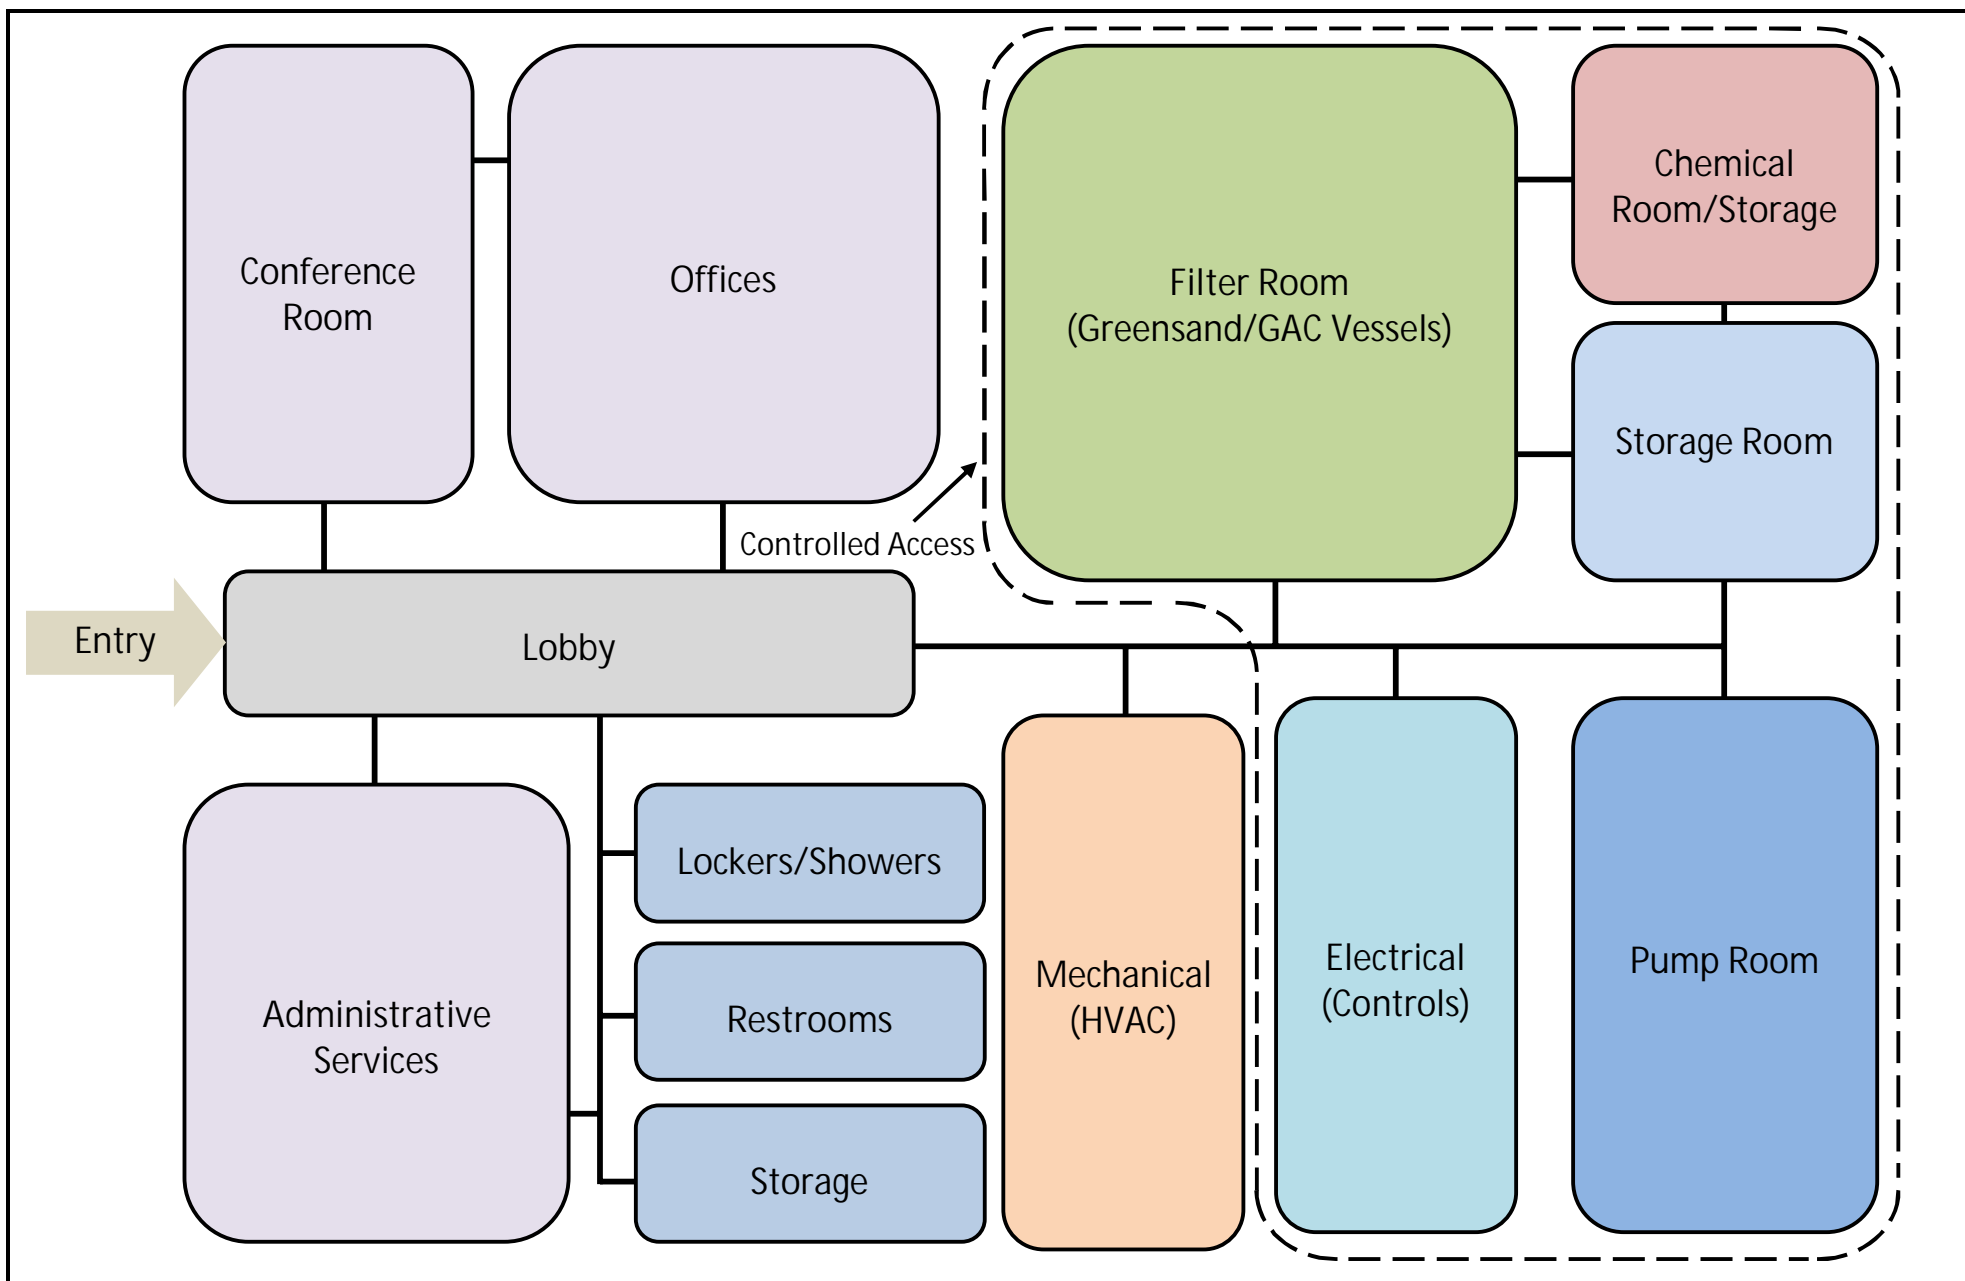 Conference
Room
Offices
Filter Room
(Greensand/GAC Vessels)
Chemical
Room/Storage
Storage Room
Controlled Access
Entry
Lobby
Administrative
Services
Lockers/Showers
Restrooms
Storage
Mechanical
(HVAC)
Electrical
(Controls)
Pump Room